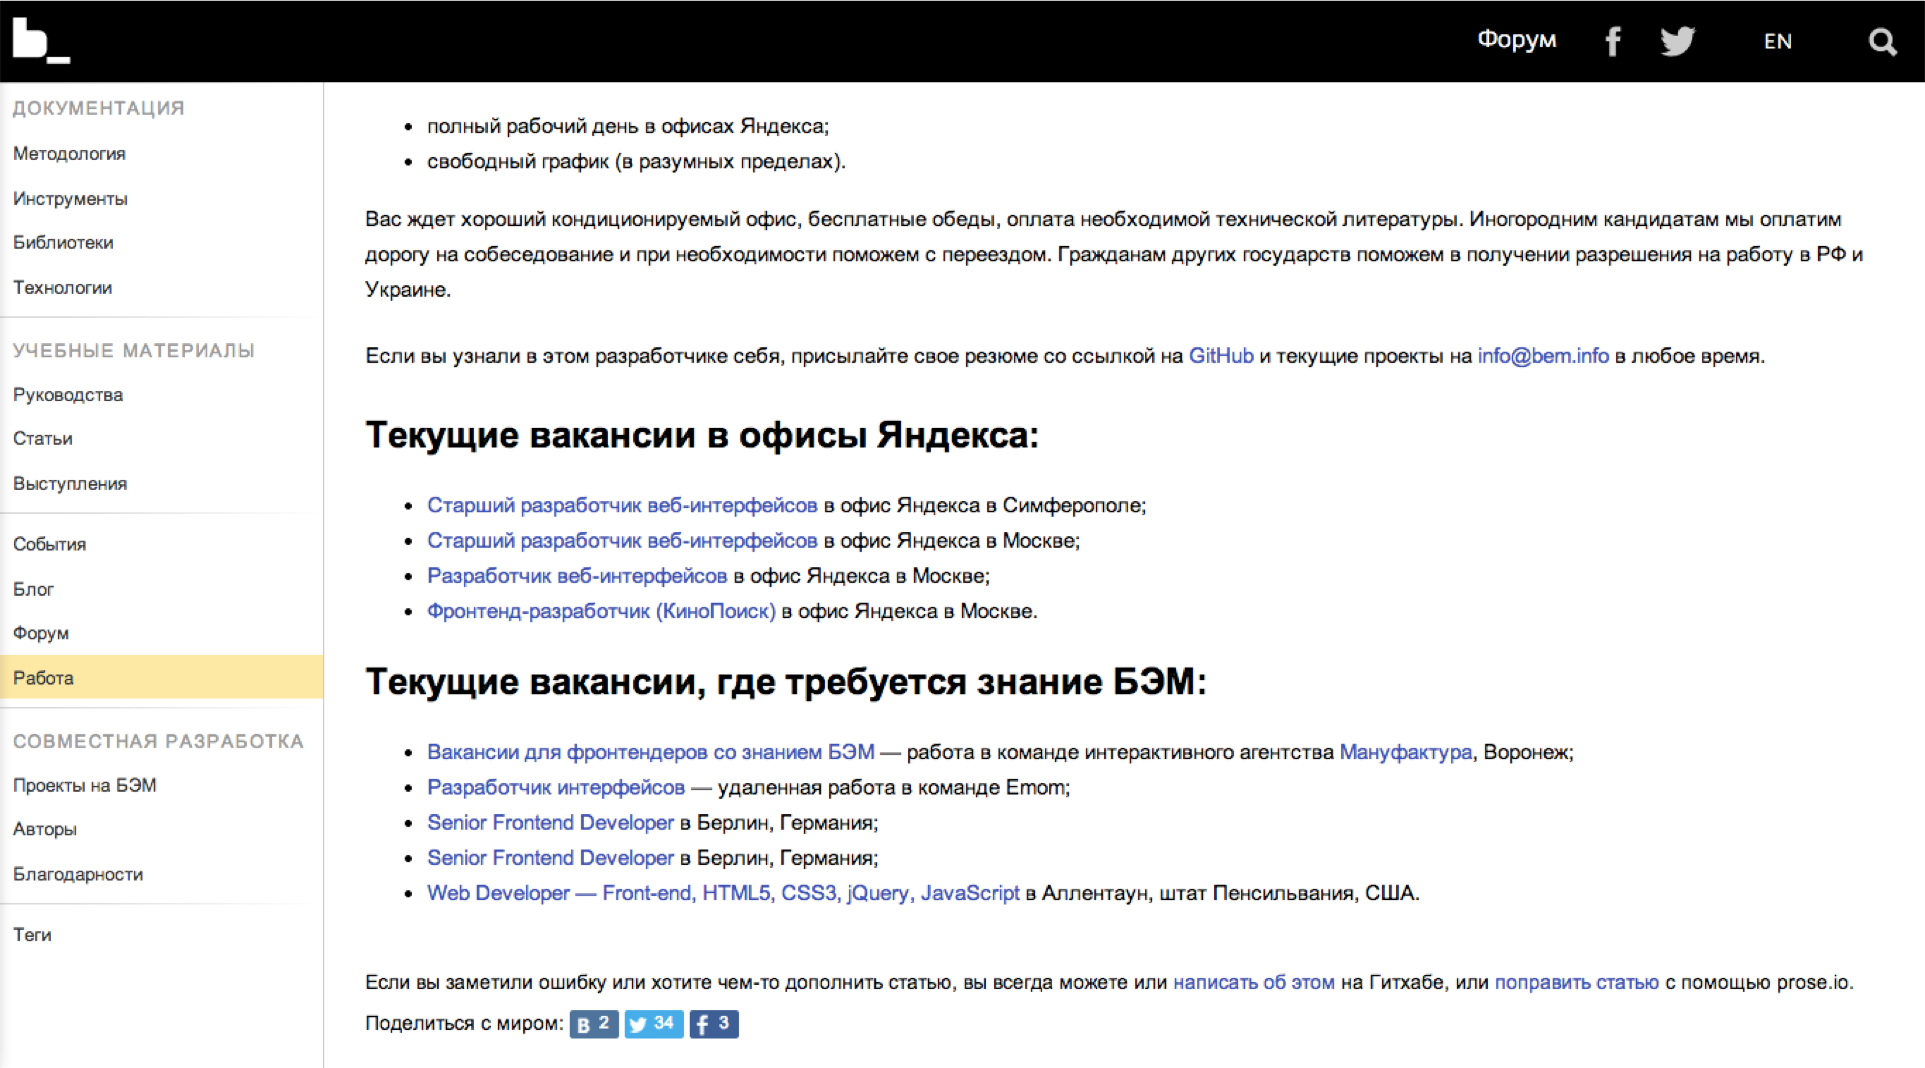 b_
Форум
EN
ДОКУМЕНТАЦИЯ
Методология
Инструменты
Библиотеки
Технологии
УЧЕБНЫЕ МАТЕРИАЛЫ
Руководства
Статьи
Выступления
События
Блог
Форум
Работа
СОВМЕСТНАЯ РАЗРАБОТКА
Проекты на БЭМ
Авторы
Благодарности
Теги
• полный рабочий день в офисах Яндекса;
• свободный график (в разумных пределах).
Вас ждет хороший кондиционируемый офис, бесплатные обеды, оплата необходимой технической литературы. Иногородним кандидатам мы оплатим
дорогу на собеседование и при необходимости поможем с переездом. Гражданам других государств поможем в получении разрешения на работу в РФ и
Украине.
Если вы узнали в этом разработчике себя, присылайте свое резюме со ссылкой на GitHub и текущие проекты на info@bem.info в любое время.
Текущие вакансии в офисы Яндекса:
• Старший разработчик веб-интерфейсов в офис Яндекса в Симферополе;
• Старший разработчик веб-интерфейсов в офис Яндекса в Москве;
• Разработчик веб-интерфейсов в офис Яндекса в Москве;
• Фронтенд-разработчик (КиноПоиск) в офис Яндекса в Москве.
Текущие вакансии, где требуется знание БЭМ:
• Вакансии для фронтендеров со знанием БЭМ — работа в команде интерактивного агентства Мануфактура, Воронеж;
• Разработчик интерфейсов — удаленная работа в команде Emom;
• Senior Frontend Developer в Берлин, Германия;
• Senior Frontend Developer в Берлин, Германия;
• Web Developer — Front-end, HTML5, CSS3, jQuery, JavaScript в Аллентаун, штат Пенсильвания, США.
Если вы заметили ошибку или хотите чем-то дополнить статью, вы всегда можете или написать об этом на Гитхабе, или поправить статью с помощью prose.io.
Поделиться с миром: В 2 34 f 3